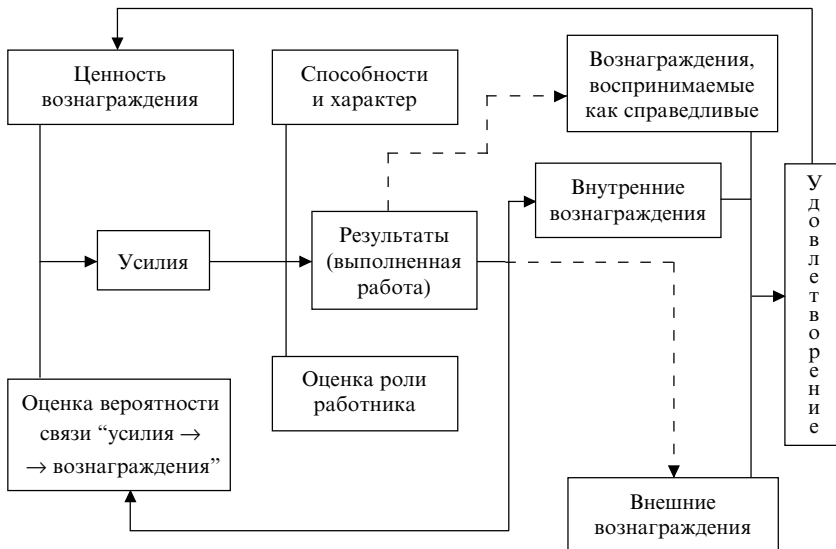 Ценность
вознаграждения
Способности
и характер
Вознаграждения,
воспринимаемые
как справедливые
Внутренние
вознаграждения
Усилия
Результаты
(выполненная
работа)
Удовлетворение
Оценка вероятности
связи “усилия →
→ вознаграждения”
Оценка роли
работника
Внешние
вознаграждения